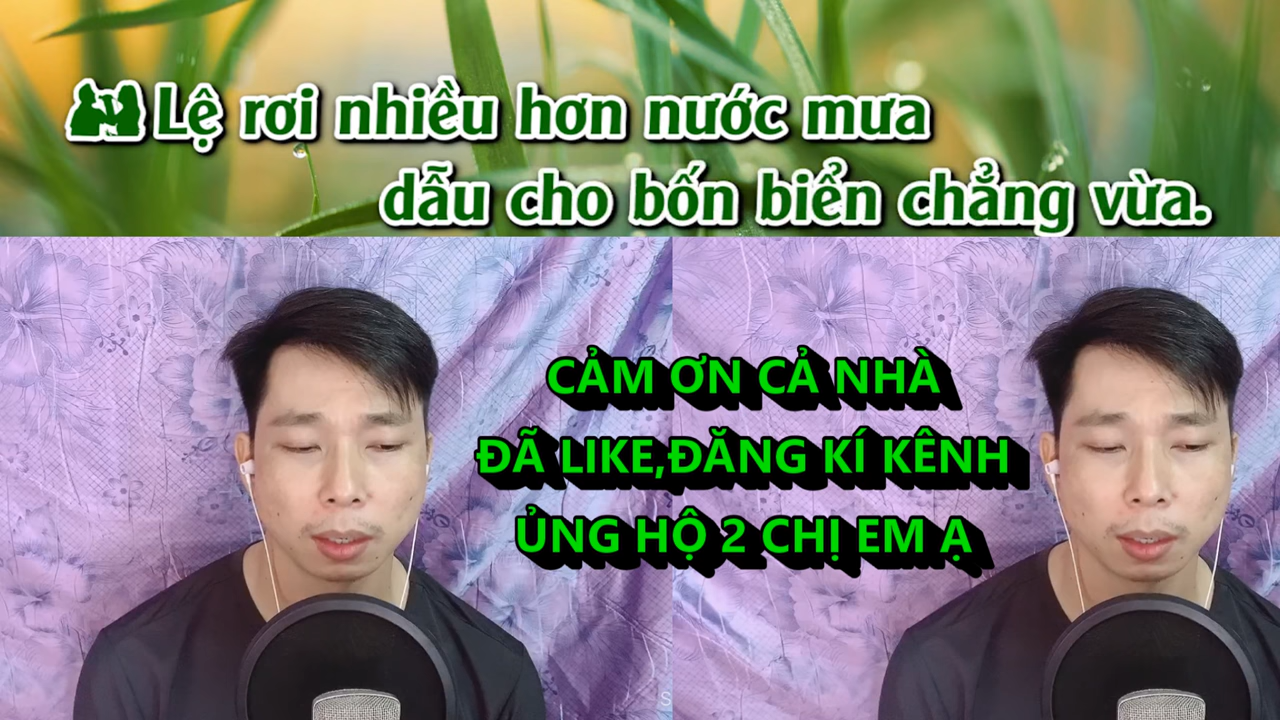 Lệ rơi nhiều hơn nước mưa
dẫu cho bốn biển chẳng vừa.
CẢM ƠN CẢ NHÀ
ĐÃ LIKE,ĐĂNG KÍ KÊNH
ỦNG HỘ 2 CHỊ EM Ạ
S